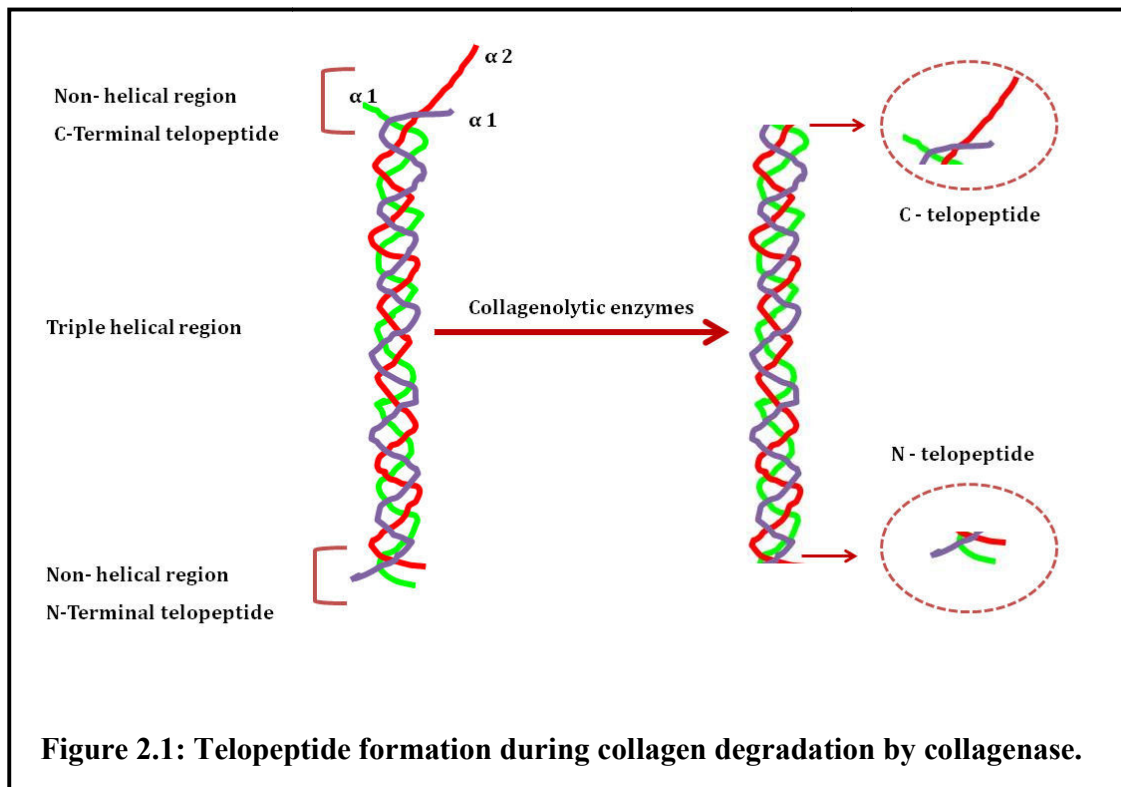 α 2
Non- helical region
α 1
C-Terminal telopeptide
α 1
C - telopeptide
Triple helical region
Collagenolytic enzymes
N - telopeptide
Non- helical region
N-Terminal telopeptide
Figure 2.1: Telopeptide formation during collagen degradation by collagenase.